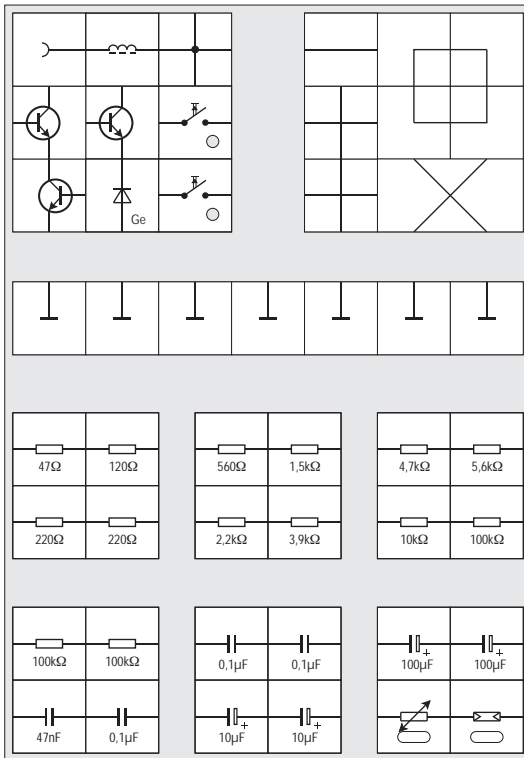 Ge
47Ω 120Ω 560Ω 1,5kΩ 4,7kΩ 5,6kΩ
220Ω 220Ω 2,2kΩ 3,9kΩ 10kΩ 100kΩ
100kΩ 100kΩ 0,1µF 0,1µF + 100µF + 100µF
47nF 0,1µF + 10µF + 10µF